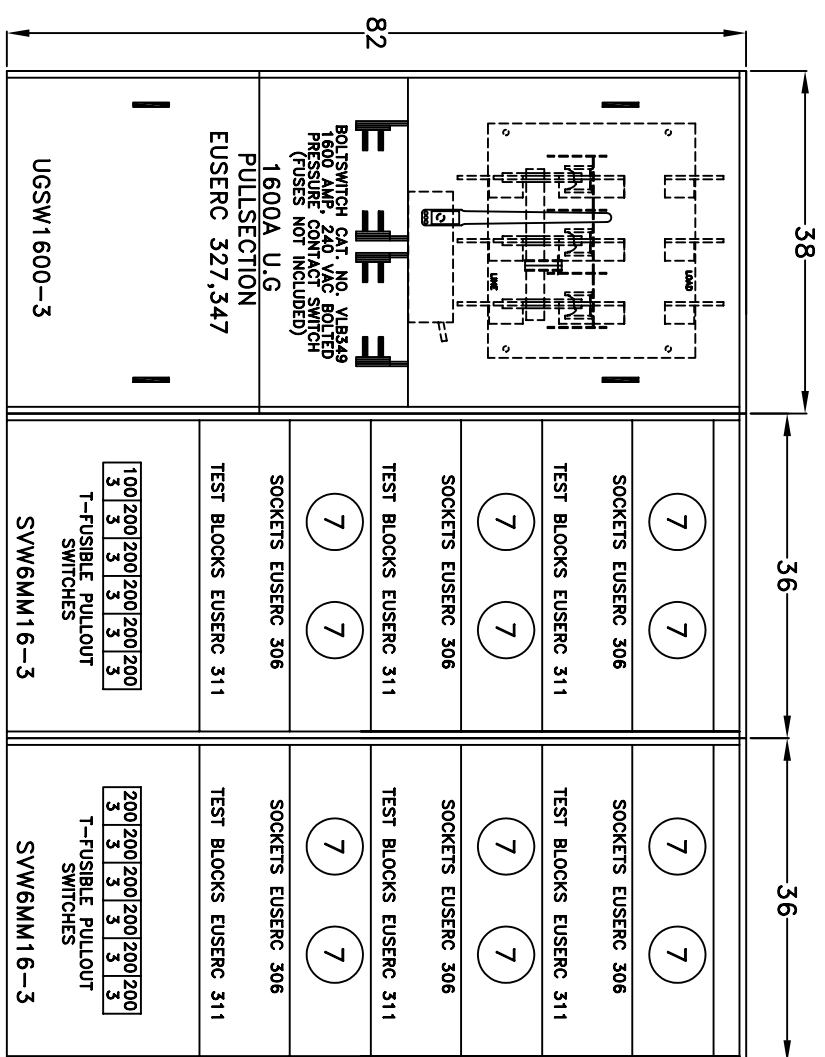 38
36
36
82
LOAD
LINE
BOLTSWITCH CAT. NO. VLB349
1600 AMP, 240 VAC BOLTED
PRESSURE CONTACT SWITCH
(FUSES NOT INCLUDED)
1600A U.G
PULLSECTION
EUSERC 327,347
UGSW1600-3
7 7
SOCKETS EUSERC 306
TEST BLOCKS EUSERC 311
7 7
SOCKETS EUSERC 306
TEST BLOCKS EUSERC 311
7 7
SOCKETS EUSERC 306
TEST BLOCKS EUSERC 311
100 200 200 200 200 200
3 3 3 3 3 3
T-FUSIBLE PULLOUT
SWITCHES
SVW6MM16-3
7 7
SOCKETS EUSERC 306
TEST BLOCKS EUSERC 311
7 7
SOCKETS EUSERC 306
TEST BLOCKS EUSERC 311
7 7
SOCKETS EUSERC 306
TEST BLOCKS EUSERC 311
200 200 200 200 200 200
3 3 3 3 3 3
T-FUSIBLE PULLOUT
SWITCHES
SVW6MM16-3